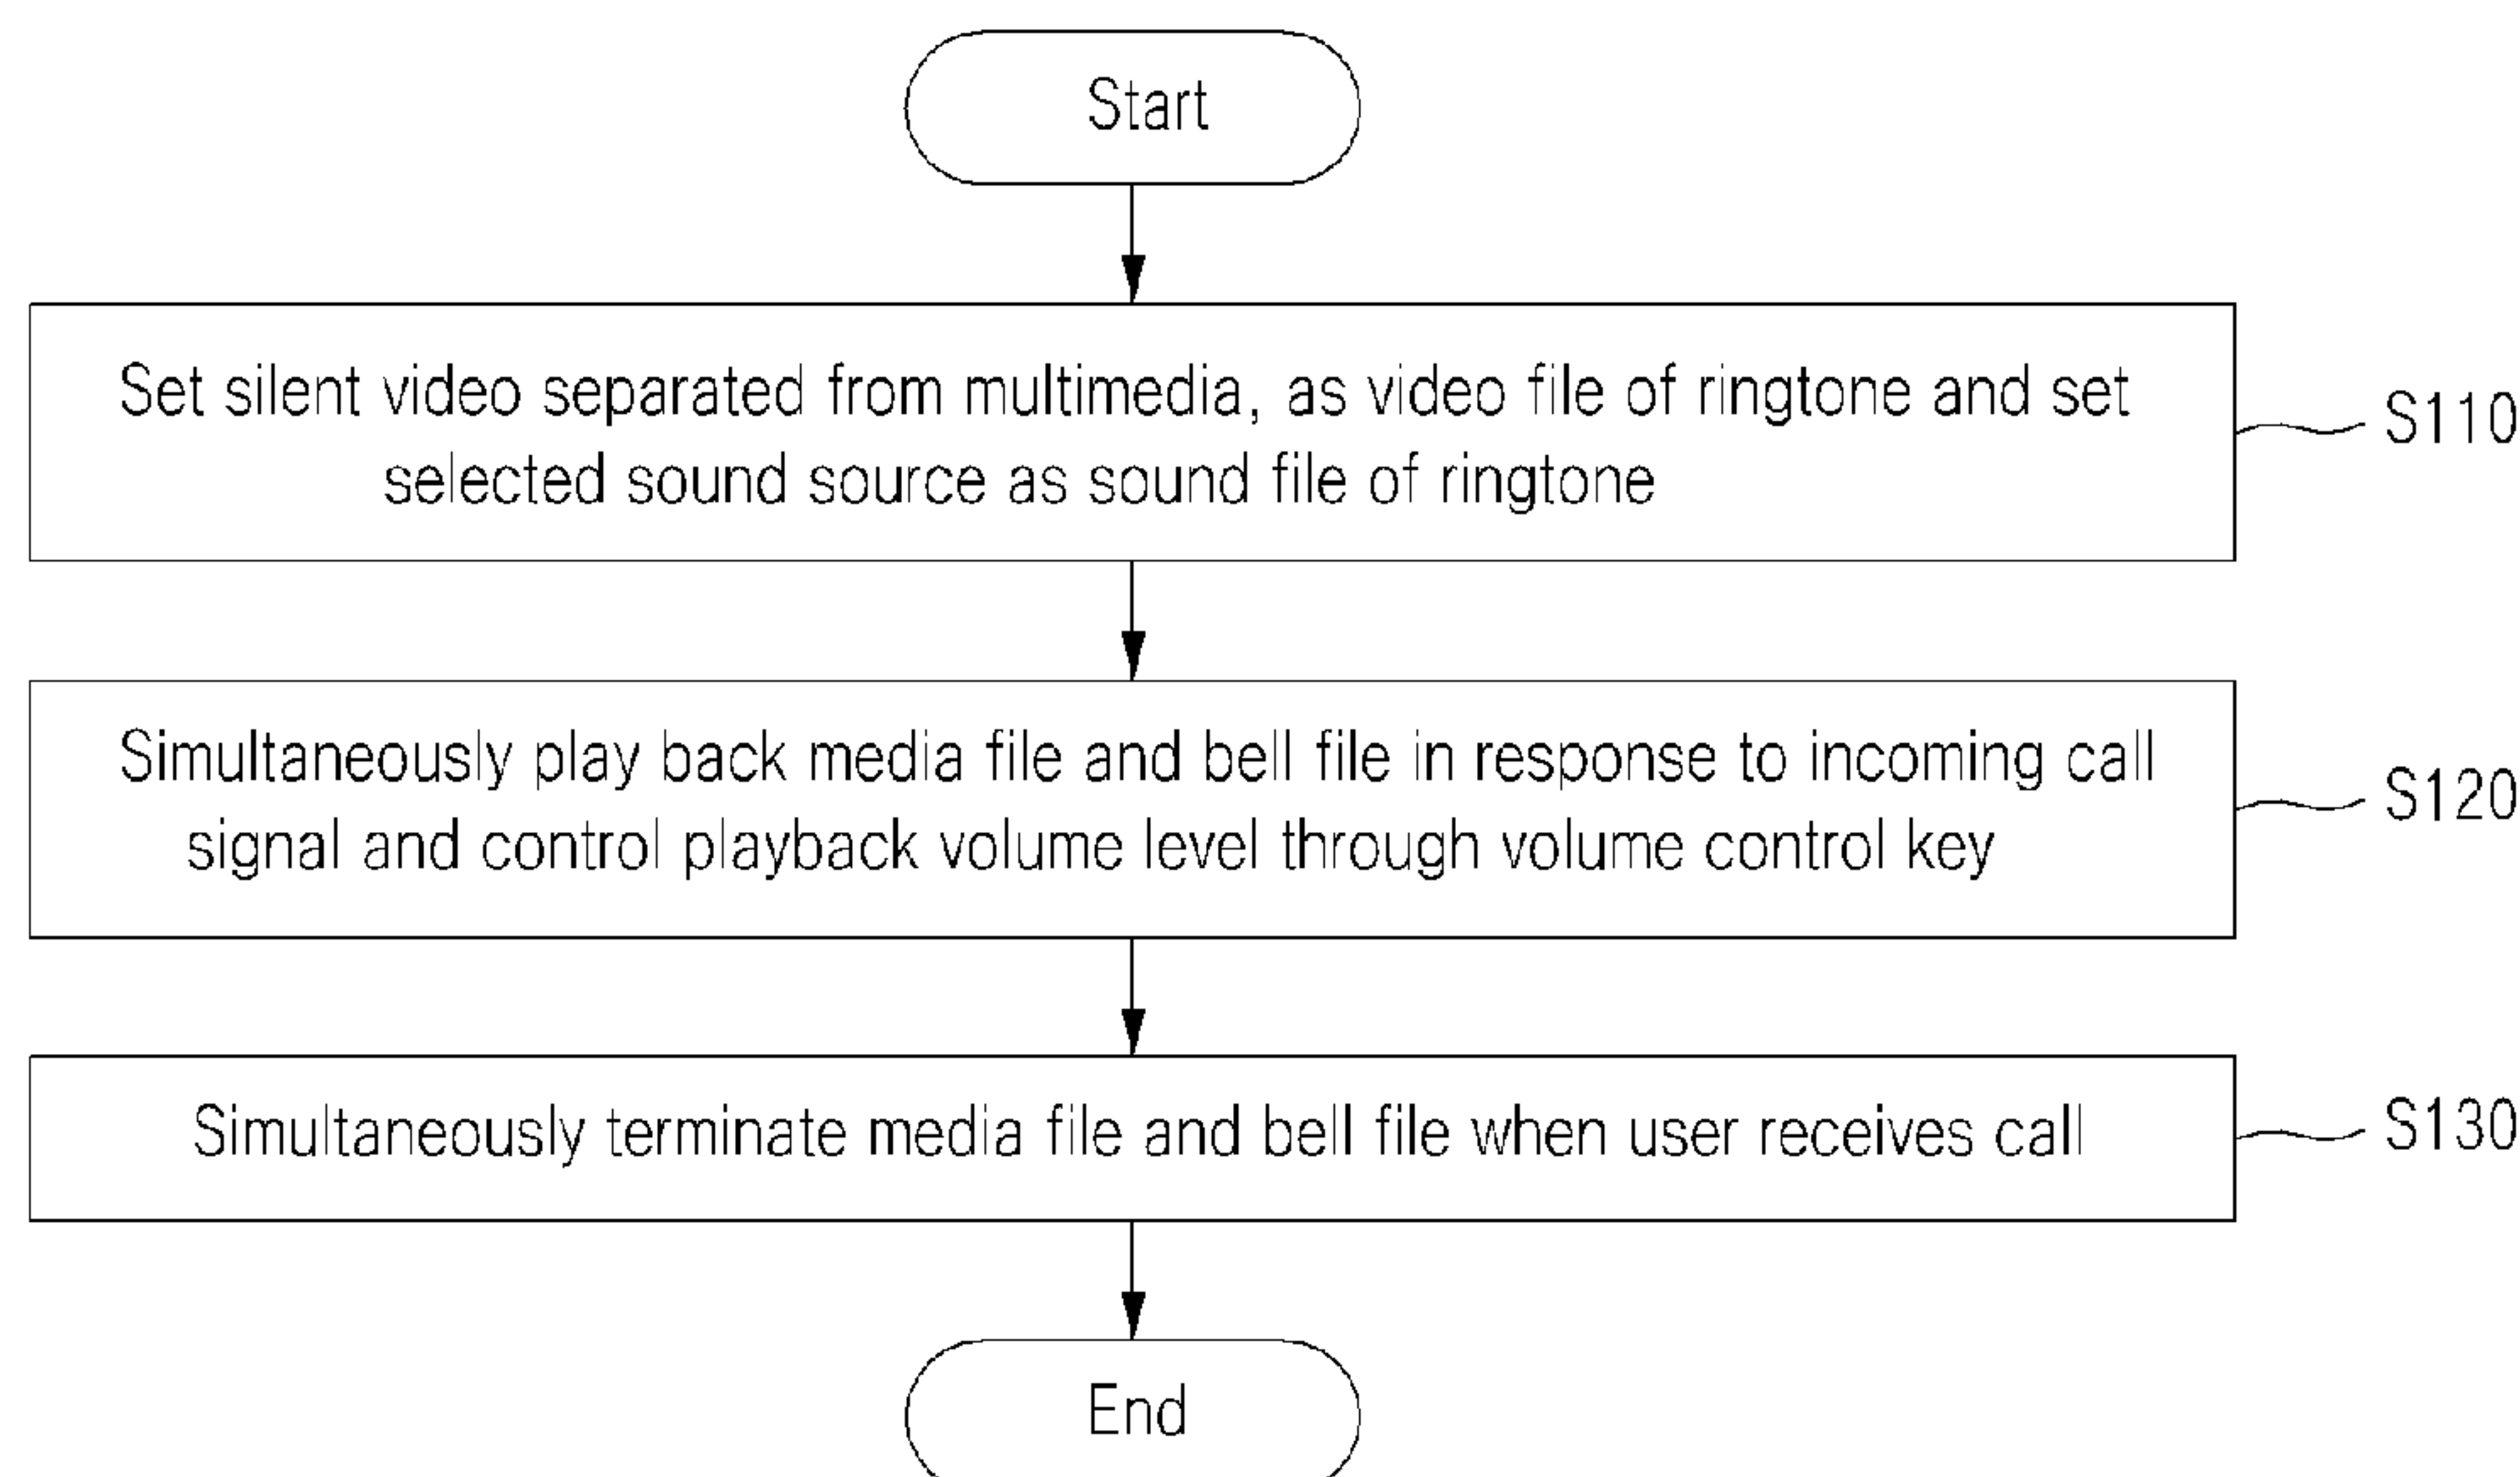 Start
Set silent video separated from multimedia, as video file of ringtone and set
selected sound source as sound file of ringtone
S110
Simultaneously play back media file and bell file in response to incoming call
signal and control playback volume level through volume control key
S120
Simultaneously terminate media file and bell file when user receives call
S130
End